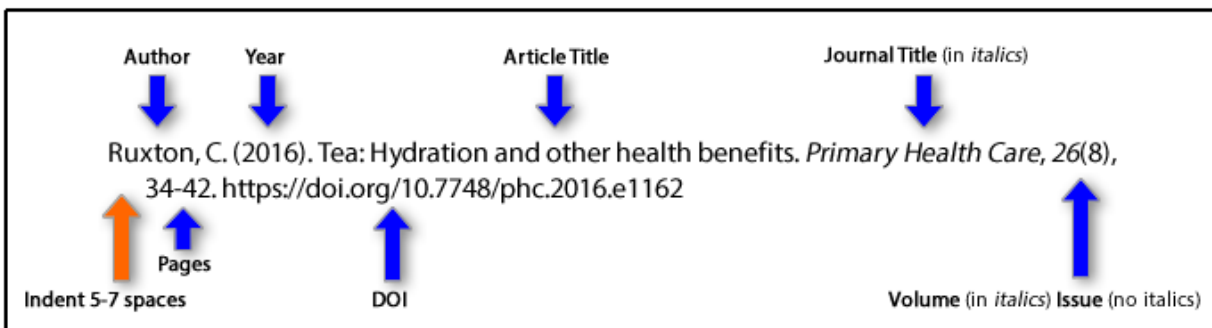 Author Year Article Title Journal Title (in italics)
Ruxton, C. (2016). Tea: Hydration and other health benefits. Primary Health Care, 26(8),
34-42. https://doi.org/10.7748/phc.2016.e1162
Pages
Indent 5-7 spaces DOI Volume (in italics) Issue (no italics)